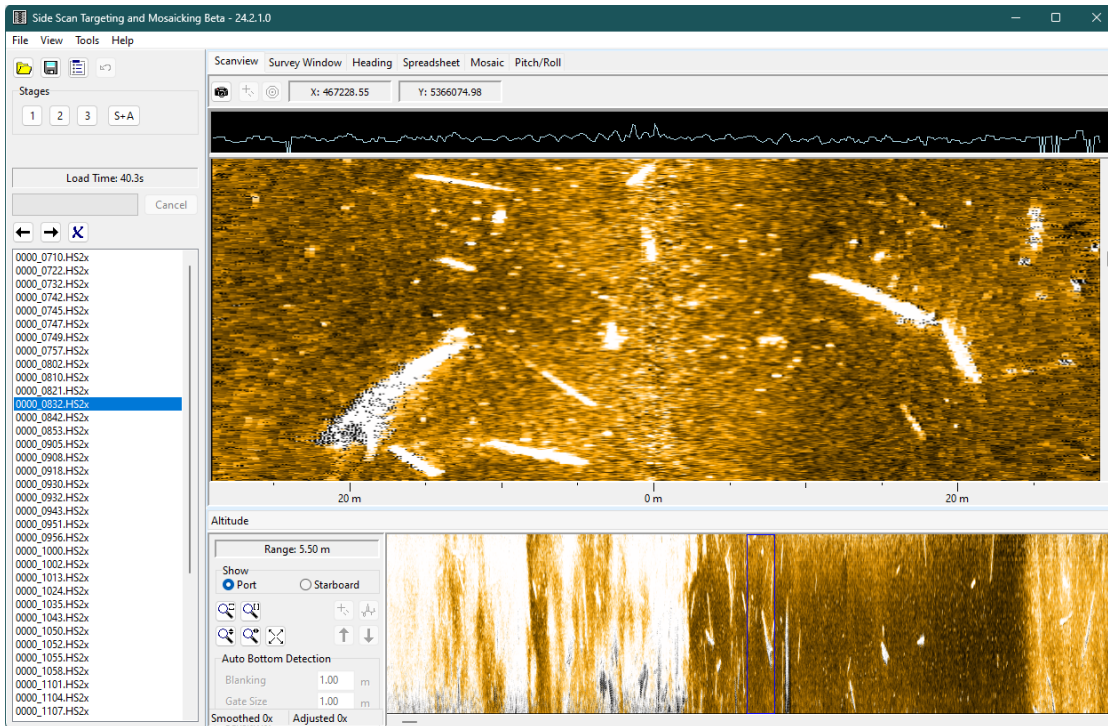 Side Scan Targeting and Mosaicking Beta - 24.2.1.0
File View Tools Help
Stages
1 2 3 S+A
Load Time: 40.3s
Cancel
0000_0710.HS2x
0000_0722.HS2x
0000_0732.HS2x
0000_0742.HS2x
0000_0745.HS2x
0000_0747.HS2x
0000_0749.HS2x
0000_0757.HS2x
0000_0802.HS2x
0000_0810.HS2x
0000_0821.HS2x
0000_0832.HS2x
0000_0842.HS2x
0000_0853.HS2x
0000_0905.HS2x
0000_0908.HS2x
0000_0918.HS2x
0000_0930.HS2x
0000_0932.HS2x
0000_0943.HS2x
0000_0951.HS2x
0000_0956.HS2x
0000_1000.HS2x
0000_1002.HS2x
0000_1013.HS2x
0000_1024.HS2x
0000_1035.HS2x
0000_1043.HS2x
0000_1050.HS2x
0000_1052.HS2x
0000_1055.HS2x
0000_1058.HS2x
0000_1101.HS2x
0000_1104.HS2x
0000_1107.HS2x
Scanview Survey Window Heading Spreadsheet Mosaic Pitch/Roll
X: 467228.55 Y: 5366074.98
20 m 0 m 20 m
Altitude
Range: 5.50 m
Show
Port Starboard
Auto Bottom Detection
Blanking 1.00 m
Gate Size 1.00 m
Smoothed 0x Adjusted 0x